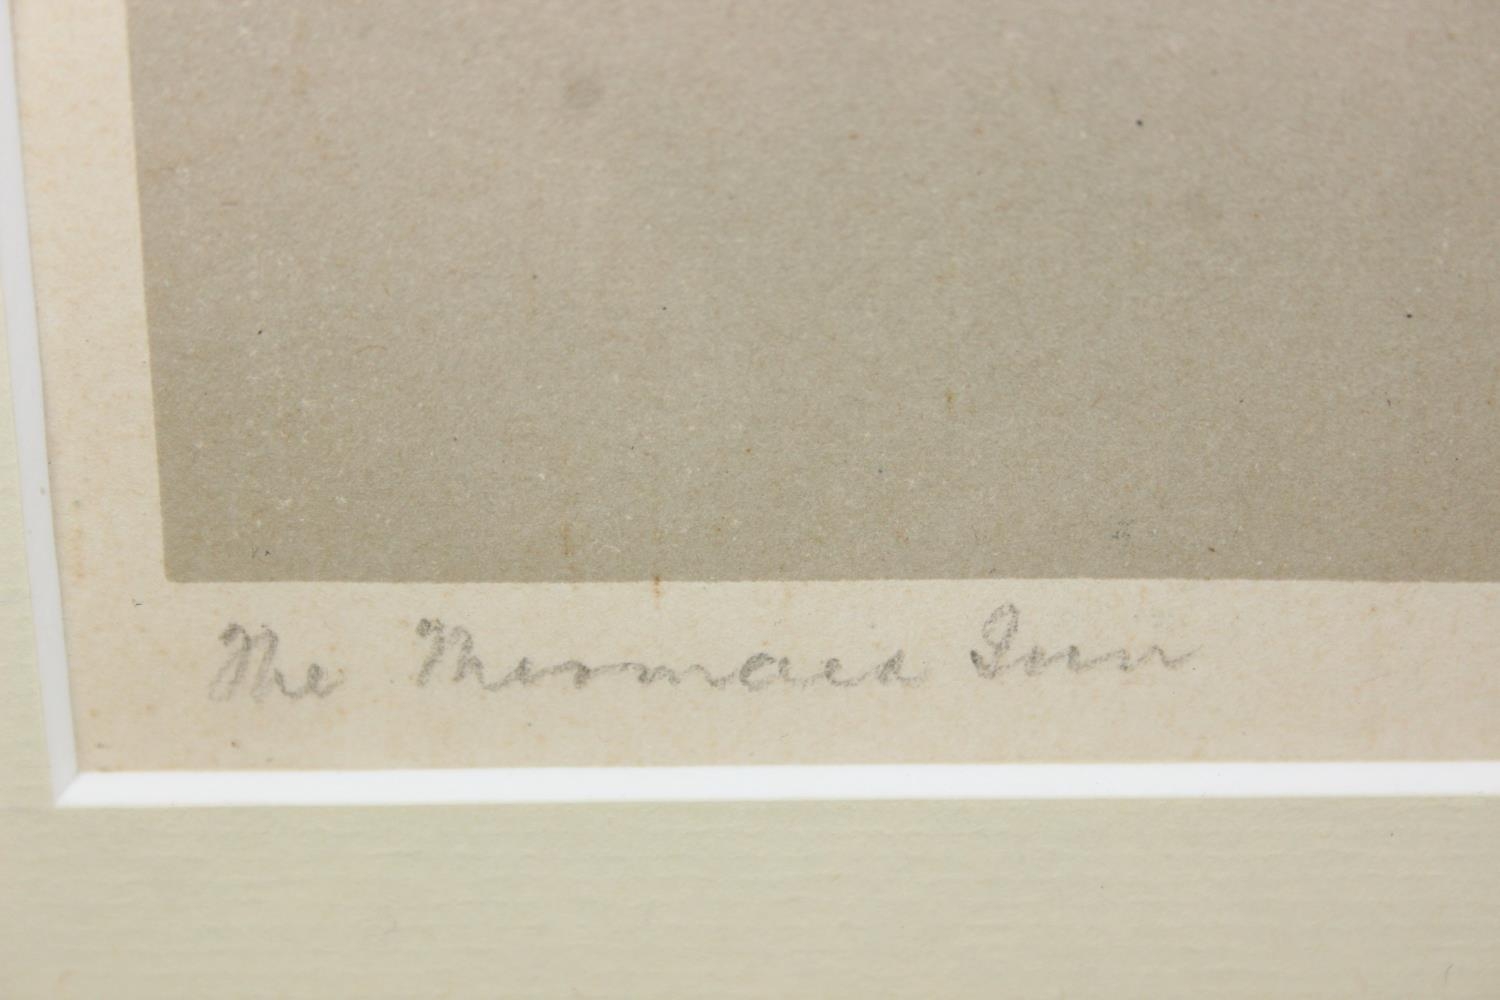 The Mermaid Inn